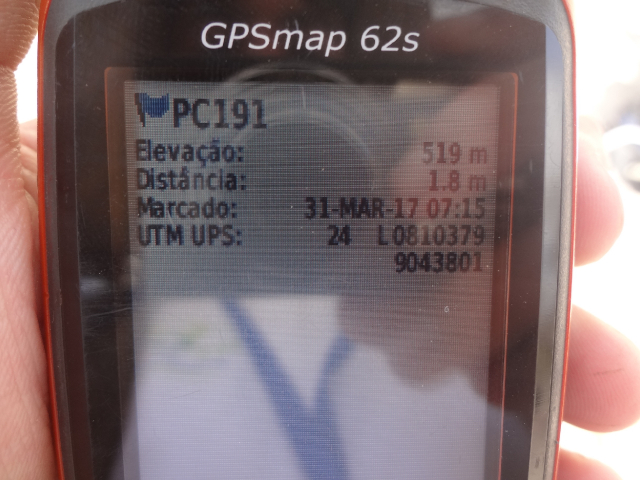 GPSmap 62s
PC191
Elevação: 519 m
Distância: 1.8 m
Marcado: 31-MAR-17 07:15
UTM UPS: 24 L 0810379
9043801